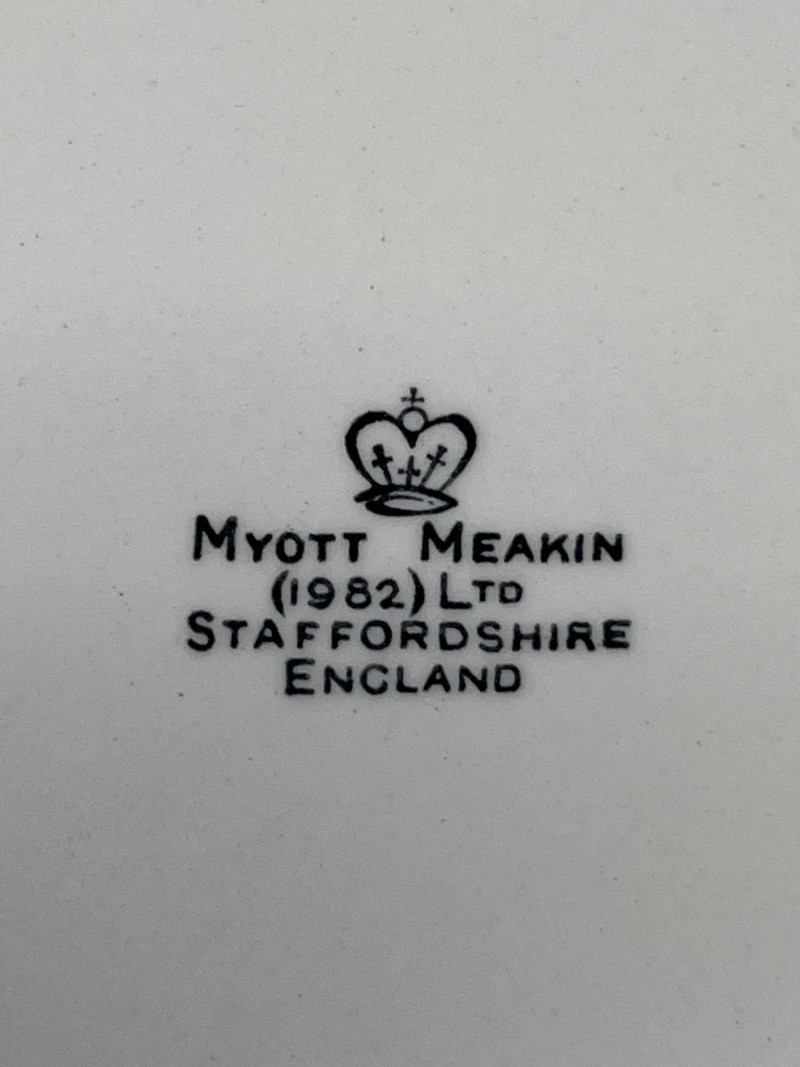 MYOTT MEAKIN
(1982) LTD
STAFFORDSHIRE
ENGLAND